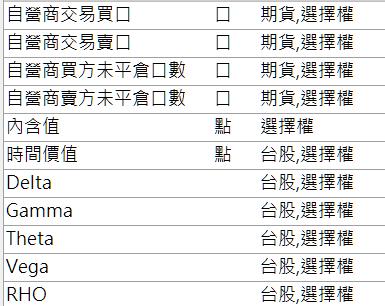 自營商交易買口 口 期貨,選擇權
自營商交易賣口 口 期貨,選擇權
自營商買方未平倉口數 口 期貨,選擇權
自營商賣方未平倉口數 口 期貨,選擇權
內含值 點 選擇權
時間價值 點 台股,選擇權
Delta 台股,選擇權
Gamma 台股,選擇權
Theta 台股,選擇權
Vega 台股,選擇權
RHO 台股,選擇權